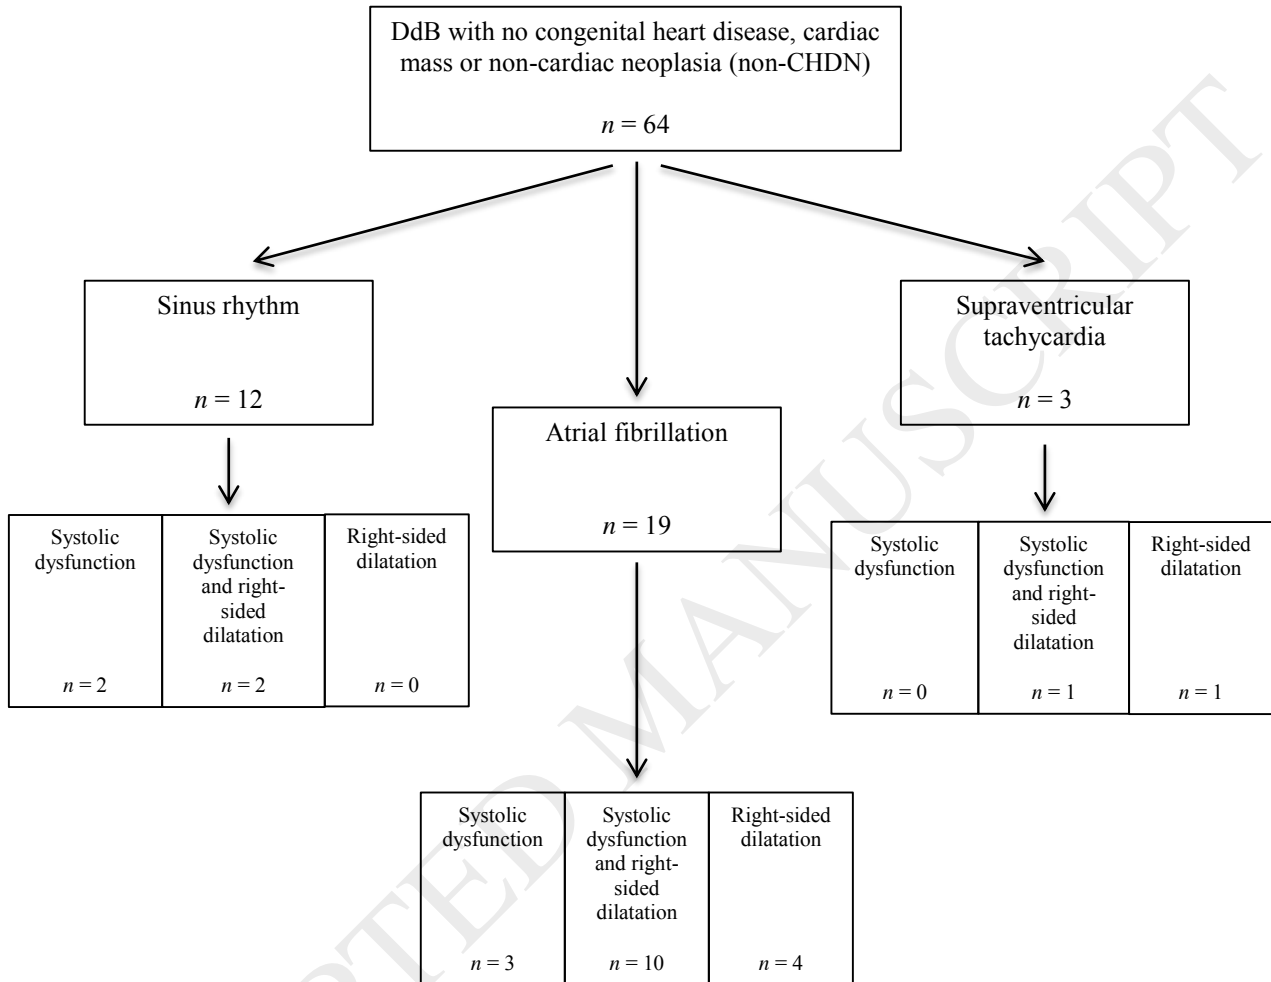 DdB with no congenital heart disease, cardiac
mass or non-cardiac neoplasia (non-CHDN)
n = 64
Sinus rhythm
n = 12
Atrial fibrillation
n = 19
Supraventricular
tachycardia
n = 3
Systolic
dysfunction
n = 2
Systolic
dysfunction
and right-
sided
dilatation
n = 2
Right-sided
dilatation
n = 0
Systolic
dysfunction
n = 0
Systolic
dysfunction
and right-
sided
dilatation
n = 1
Right-sided
dilatation
n = 1
Systolic
dysfunction
n = 3
Systolic
dysfunction
and right-
sided
dilatation
n = 10
Right-sided
dilatation
n = 4
PTED MANUSCRIPT